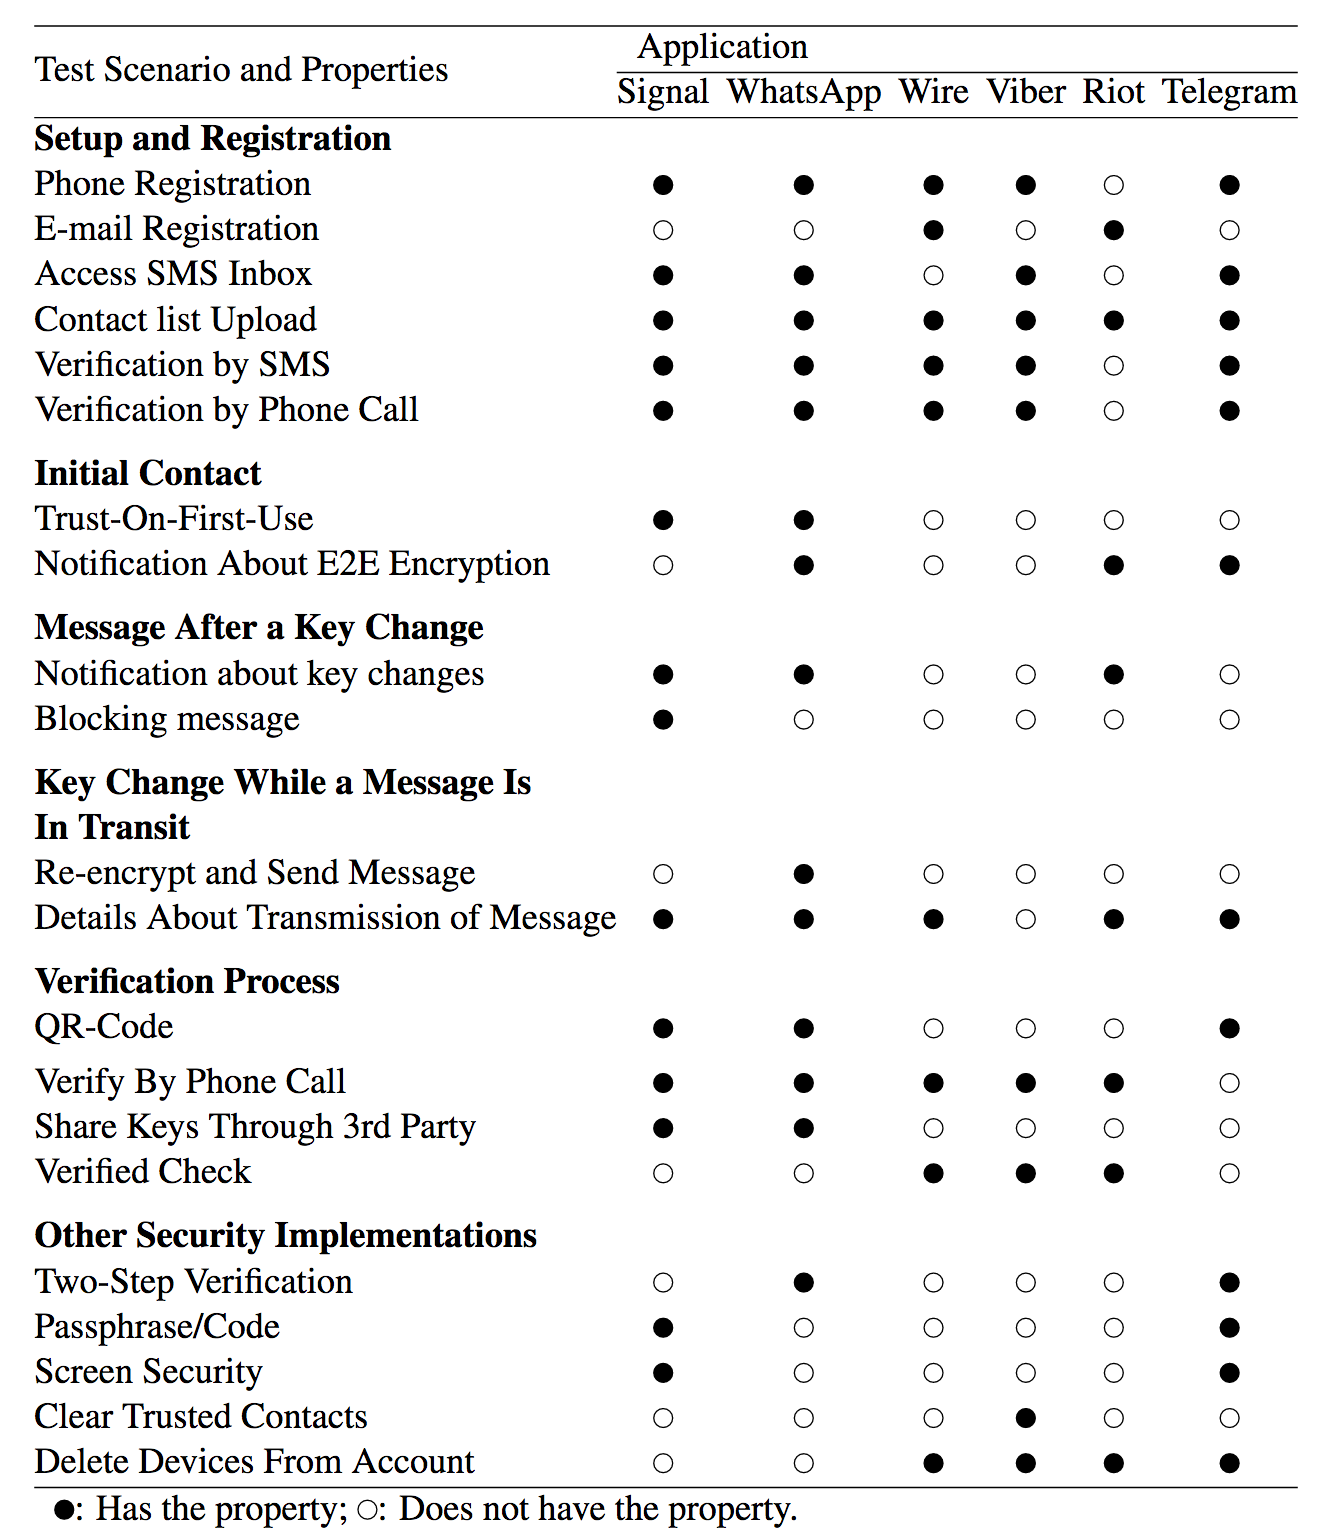 Test Scenario and Properties
Application
Signal WhatsApp Wire Viber Riot Telegram
Setup and Registration
Phone Registration ● ● ● ● ○ ●
E-mail Registration ○ ○ ● ○ ● ○
Access SMS Inbox ● ● ○ ● ○ ●
Contact list Upload ● ● ● ● ● ●
Verification by SMS ● ● ● ● ○ ●
Verification by Phone Call ● ● ● ● ○ ●
Initial Contact
Trust-On-First-Use ● ● ○ ○ ○ ○
Notification About E2E Encryption ○ ● ○ ○ ● ●
Message After a Key Change
Notification about key changes ● ● ○ ○ ● ○
Blocking message ● ○ ○ ○ ○ ○
Key Change While a Message Is
In Transit
Re-encrypt and Send Message ○ ● ○ ○ ○ ○
Details About Transmission of Message ● ● ● ○ ● ●
Verification Process
QR-Code ● ● ○ ○ ○ ●
Verify By Phone Call ● ● ● ● ● ○
Share Keys Through 3rd Party ● ● ○ ○ ○ ○
Verified Check ○ ○ ● ● ● ○
Other Security Implementations
Two-Step Verification ○ ● ○ ○ ○ ●
Passphrase/Code ● ○ ○ ○ ○ ●
Screen Security ● ○ ○ ○ ○ ●
Clear Trusted Contacts ○ ○ ○ ● ○ ○
Delete Devices From Account ○ ○ ● ● ● ●
●: Has the property; ○: Does not have the property.